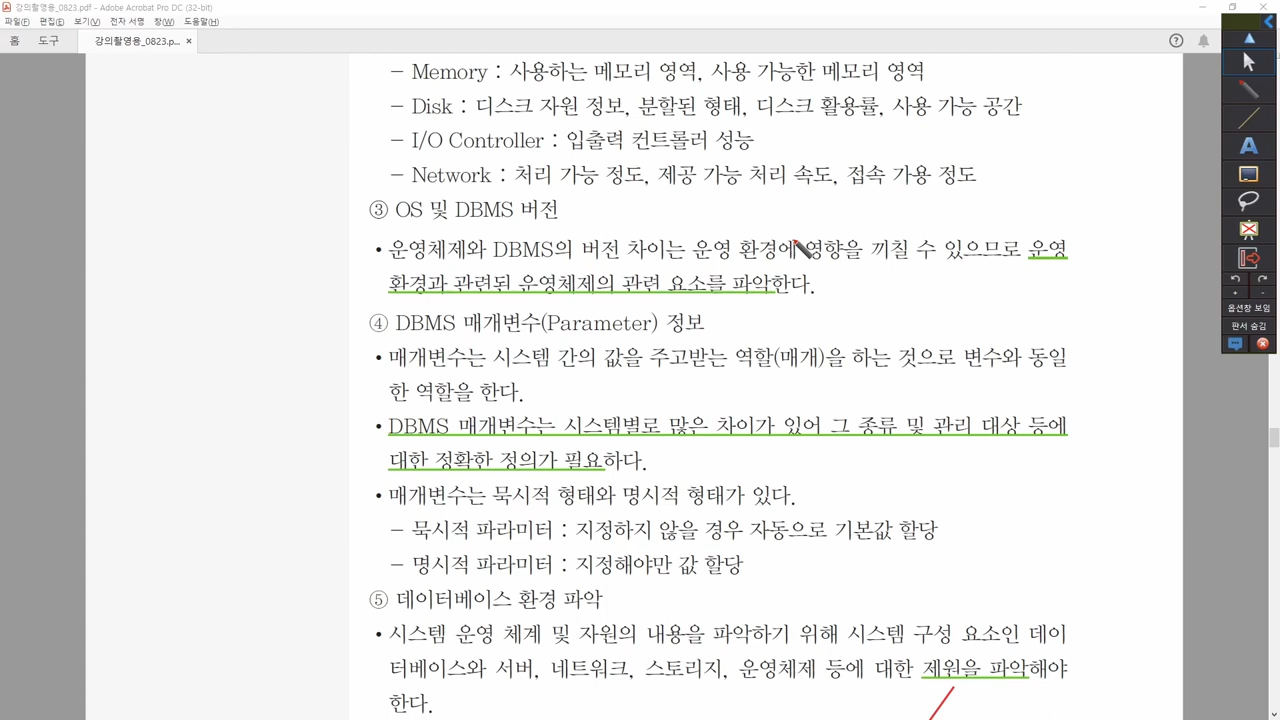 강의촬영용_0823.pdf - Adobe Acrobat Pro DC (32-bit)
파일(F) 편집(E) 보기(V) 전자 서명 창(W) 도움말(H)
홈 도구 강의촬영용_0823.p... ×
− Memory : 사용하는 메모리 영역, 사용 가능한 메모리 영역
− Disk : 디스크 자원 정보, 분할된 형태, 디스크 활용률, 사용 가능 공간
− I/O Controller : 입출력 컨트롤러 성능
− Network : 처리 가능 정도, 제공 가능 처리 속도, 접속 가용 정도
③ OS 및 DBMS 버전
• 운영체제와 DBMS의 버전 차이는 운영 환경에 영향을 끼칠 수 있으므로 운영
환경과 관련된 운영체제의 관련 요소를 파악한다.
④ DBMS 매개변수(Parameter) 정보
• 매개변수는 시스템 간의 값을 주고받는 역할(매개)을 하는 것으로 변수와 동일
한 역할을 한다.
• DBMS 매개변수는 시스템별로 많은 차이가 있어 그 종류 및 관리 대상 등에
대한 정확한 정의가 필요하다.
• 매개변수는 묵시적 형태와 명시적 형태가 있다.
− 묵시적 파라미터 : 지정하지 않을 경우 자동으로 기본값 할당
− 명시적 파라미터 : 지정해야만 값 할당
⑤ 데이터베이스 환경 파악
• 시스템 운영 체계 및 자원의 내용을 파악하기 위해 시스템 구성 요소인 데이
터베이스와 서버, 네트워크, 스토리지, 운영체제 등에 대한 제원을 파악해야
한다.
옵션창 보임
판서 숨김